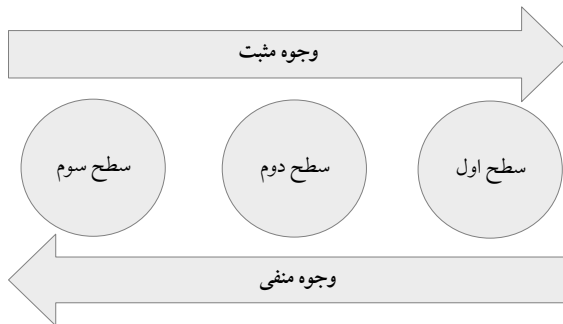 وجوه مثبت
سطح اول
سطح دوم
سطح سوم
وجوه منفی